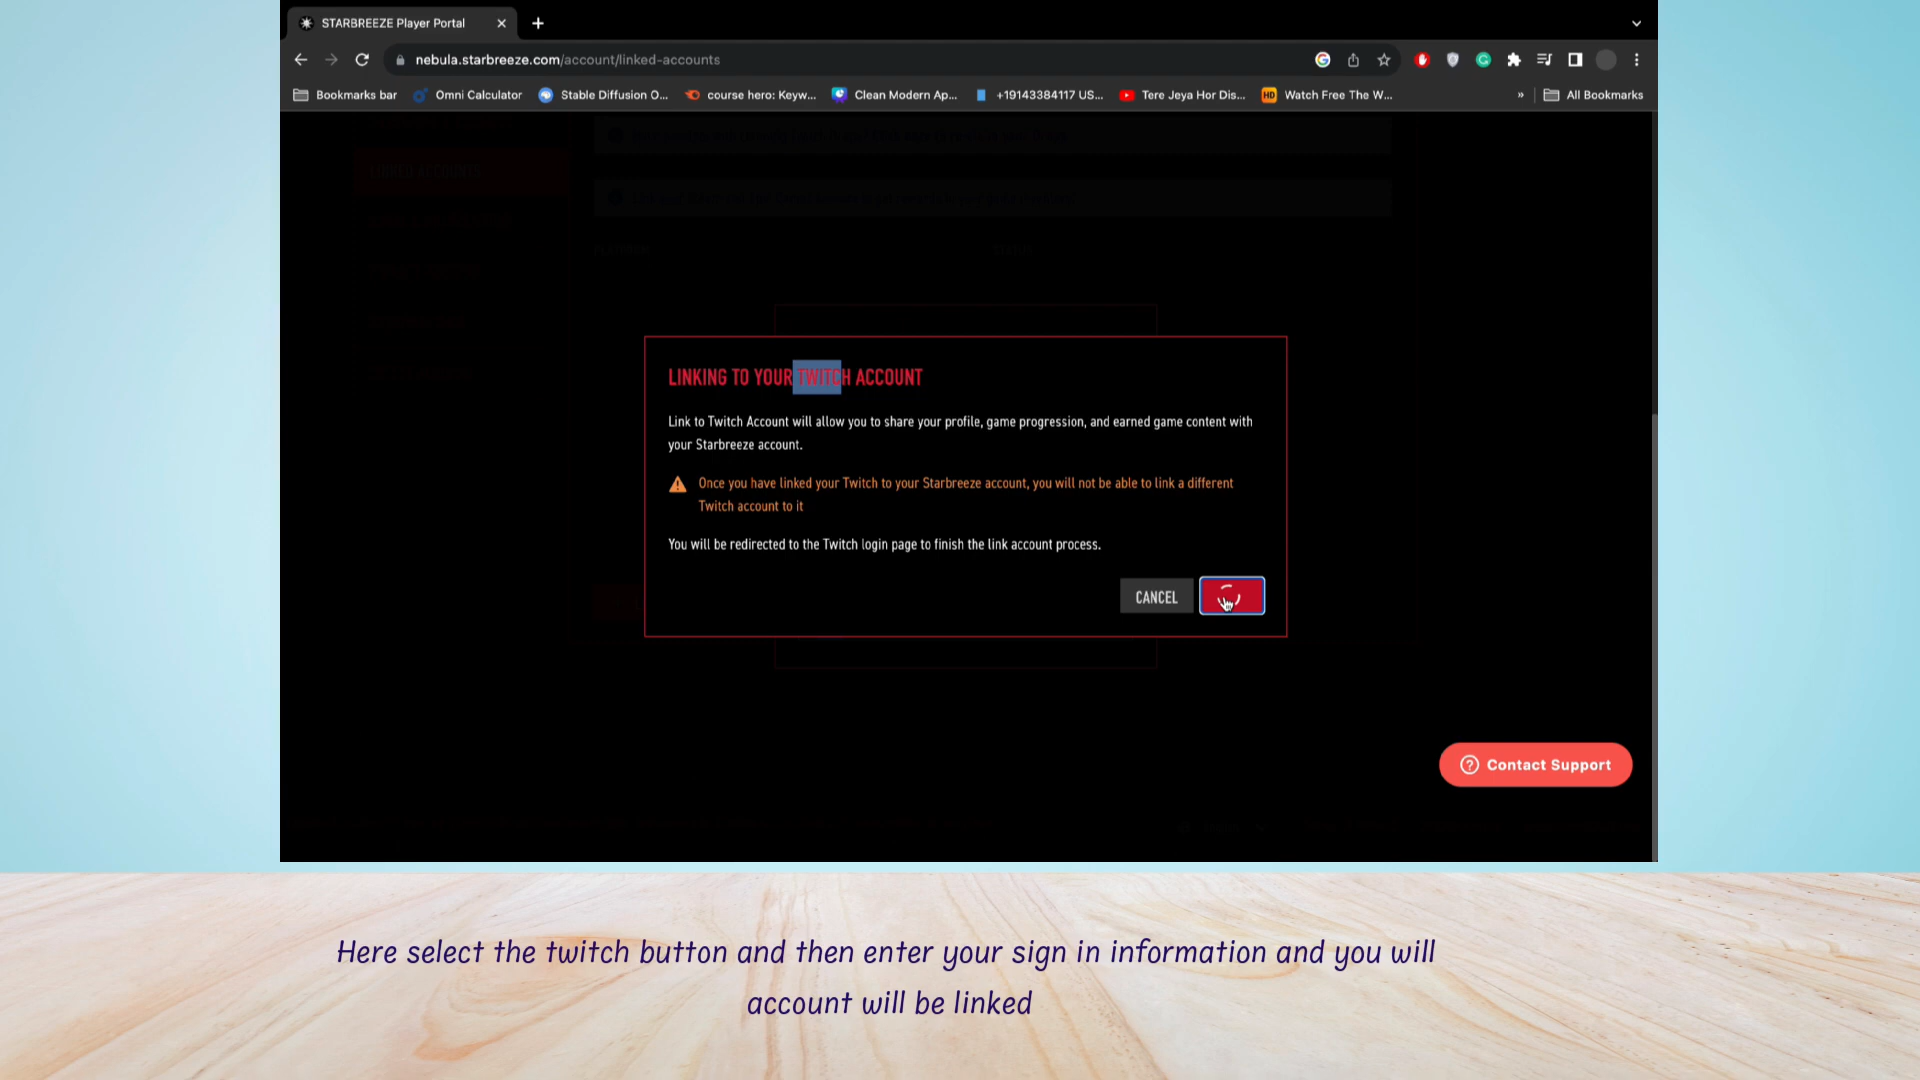 STARBREEZE Player Portal
nebula.starbreeze.com/account/linked-accounts
Bookmarks bar Omni Calculator Stable Diffusion O... course hero: Keyw... Clean Modern Ap... +19143384117 US... Tere Jeya Hor Dis... HD Watch Free The W... » All Bookmarks
LINKED ACCOUNTS
LINKING TO YOUR TWITCH ACCOUNT
Link to Twitch Account will allow you to share your profile, game progression, and earned game content with
your Starbreeze account.
Once you have linked your Twitch to your Starbreeze account, you will not be able to link a different
Twitch account to it
You will be redirected to the Twitch login page to finish the link account process.
CANCEL
Contact Support
Here select the twitch button and then enter your sign in information and you will
account will be linked